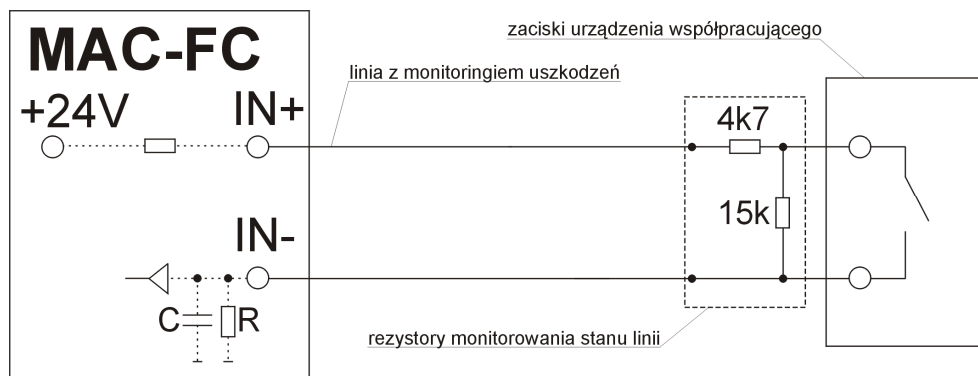 zaciski urządzenia współpracującego
MAC-FC
linia z monitoringiem uszkodzeń
+24V
IN+
4k7
15k
IN-
C
R
rezystory monitorowania stanu linii